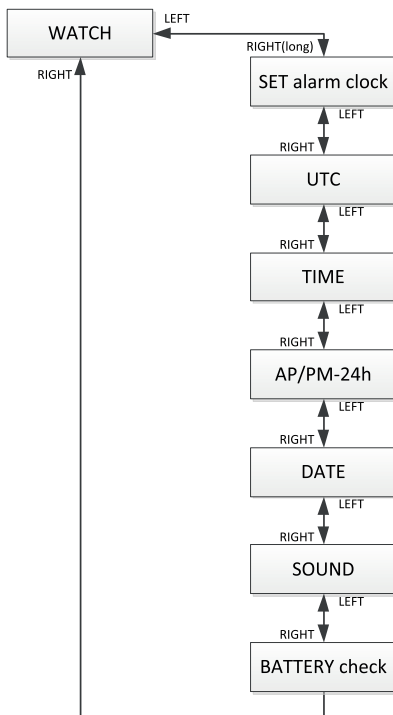 WATCH
LEFT
RIGHT(long)
RIGHT
SET alarm clock
LEFT
RIGHT
UTC
LEFT
RIGHT
TIME
LEFT
RIGHT
AP/PM-24h
LEFT
RIGHT
DATE
LEFT
RIGHT
SOUND
LEFT
RIGHT
BATTERY check